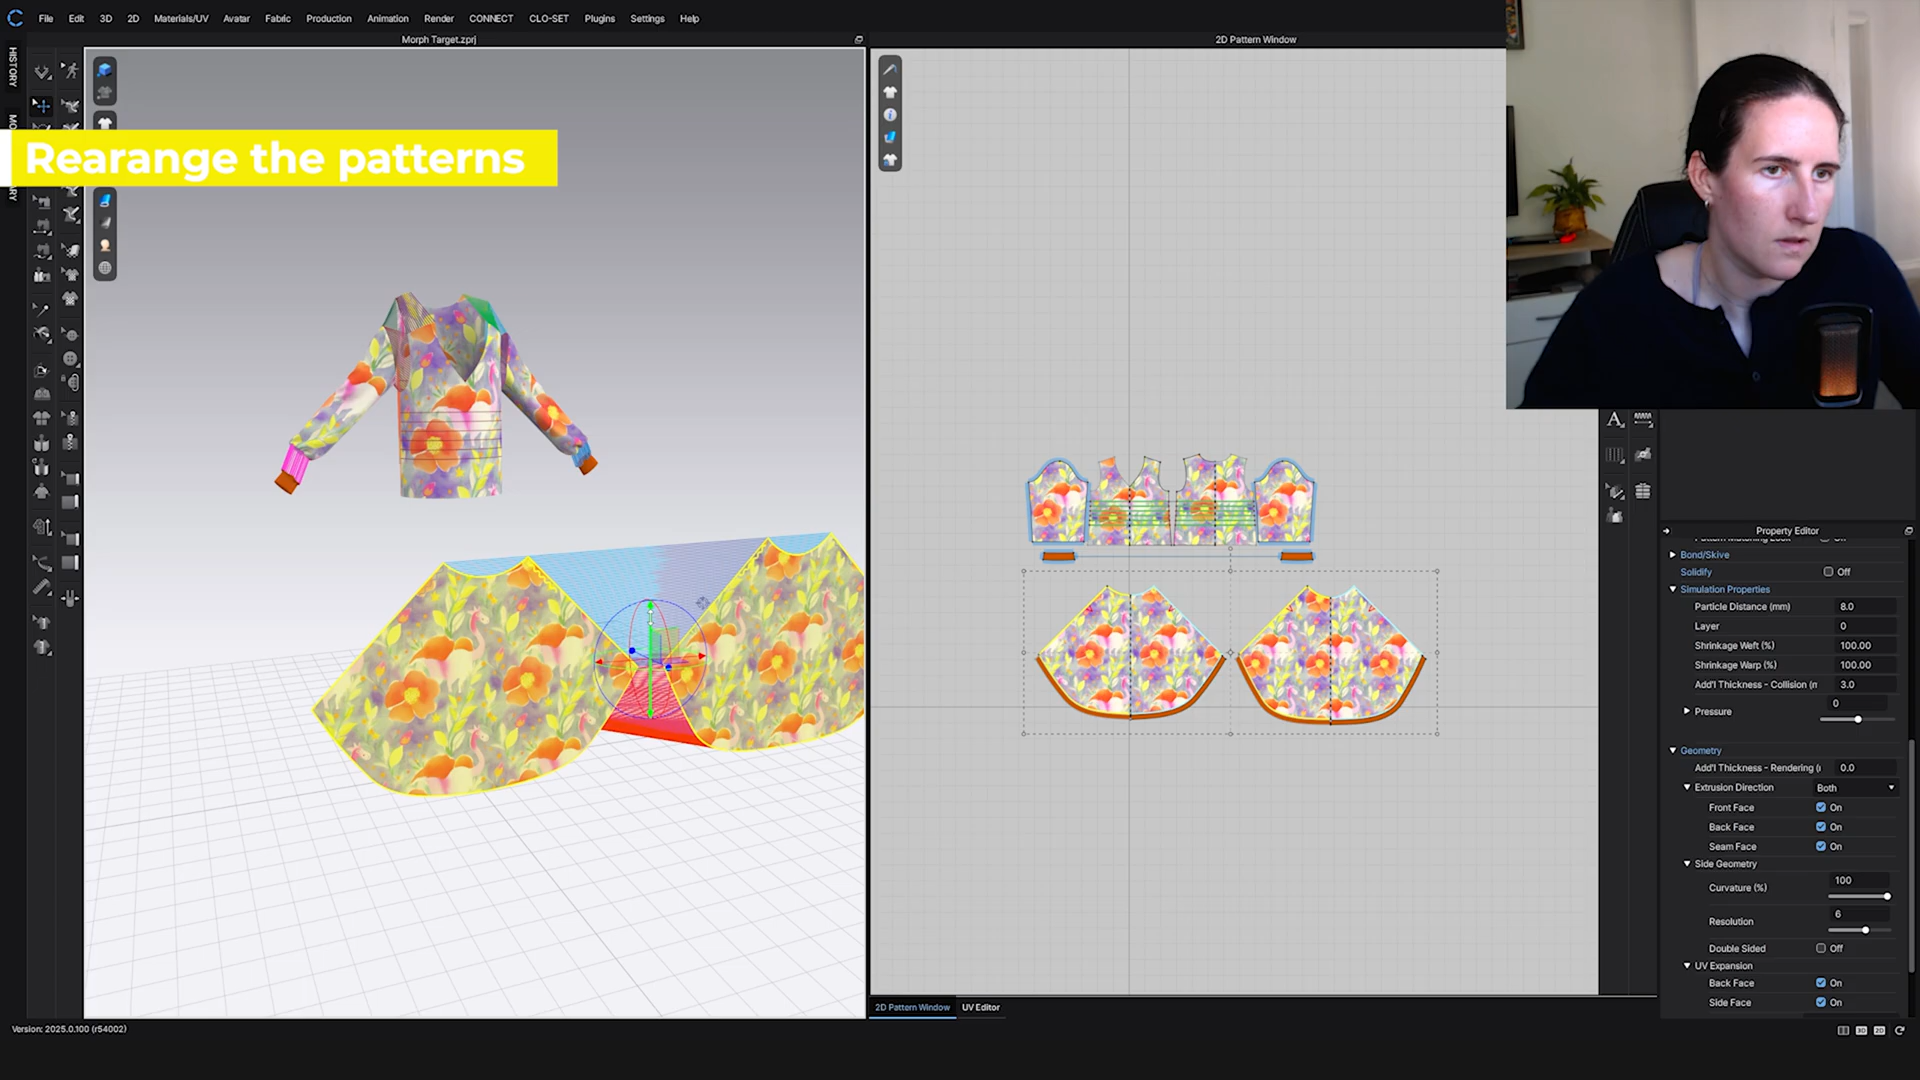 File Edit 3D 2D Materials/UV Avatar Fabric Production Animation Render CONNECT CLO-SET Plugins Settings Help
Morph Target.zprj
2D Pattern Window
HISTORY
Rearange the patterns
A
Property Editor
Bond/Skive
Solidify Off
Simulation Properties
Particle Distance (mm) 8.0
Layer 0
Shrinkage Weft (%) 100.00
Shrinkage Warp (%) 100.00
Add'l Thickness - Collision (n 3.0
Pressure 0
Geometry
Add'l Thickness - Rendering ( 0.0
Extrusion Direction Both
Front Face On
Back Face On
Seam Face On
Side Geometry
Curvature (%) 100
Resolution 6
Double Sided Off
UV Expansion
Back Face On
Side Face On
2D Pattern Window UV Editor
Version: 2025.0.100 (r54002)
3D 2D